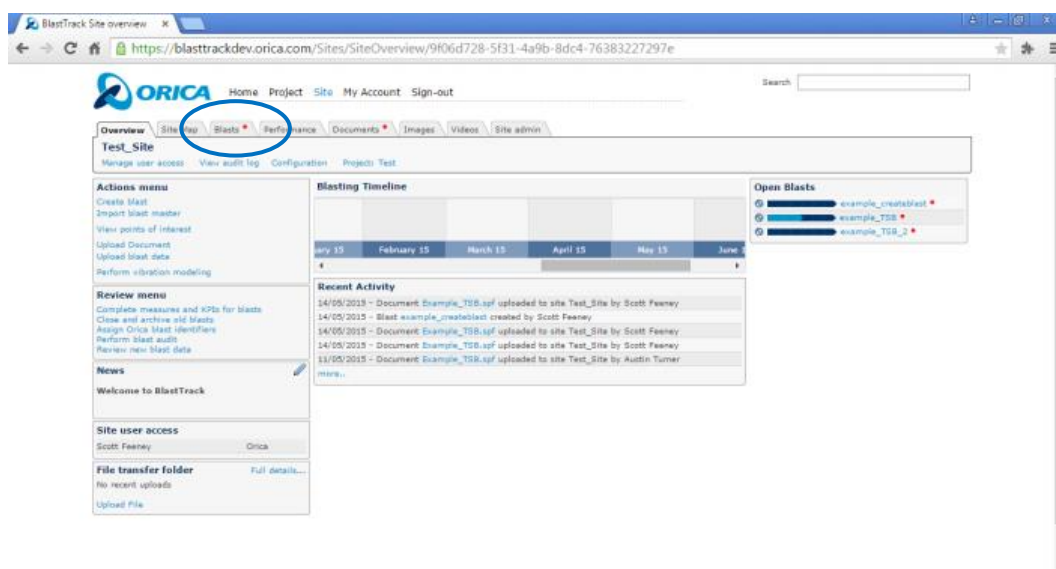 BlastTrack Site overview
https://blasttrackdev.orica.com/Sites/SiteOverview/9f06d728-5f31-4a9b-8dc4-76383227297e
ORICA Home Project Site My Account Sign-out
Search
Overview Site Map Blasts Performance Documents Images Videos Site admin
Test_Site
Manage user access View audit log Configuration Project: Test
Actions menu
Create blast
Import blast master
View points of interest
Upload Document
Upload blast data
Perform vibration modeling
Review menu
Complete measures and KPIs for blasts
Close and archive old blasts
Assign Orica blast identifiers
Perform blast audit
Review new blast data
News
Welcome to BlastTrack
Site user access
Scott Feeney Orica
File transfer folder Full details...
No recent uploads
Upload File
Blasting Timeline
ary 15 February 15 March 15 April 15 May 15 June 1
Recent Activity
14/05/2015 - Document Example_TSB.spf uploaded to site Test_Site by Scott Feeney
14/05/2015 - Blast example_createblast created by Scott Feeney
14/05/2015 - Document Example_TSB.spf uploaded to site Test_Site by Scott Feeney
14/05/2015 - Document Example_TSB.spf uploaded to site Test_Site by Scott Feeney
11/05/2015 - Document Example_TSB.spf uploaded to site Test_Site by Austin Turner
more..
Open Blasts
example_createblast
example_TSB
example_TSB_2